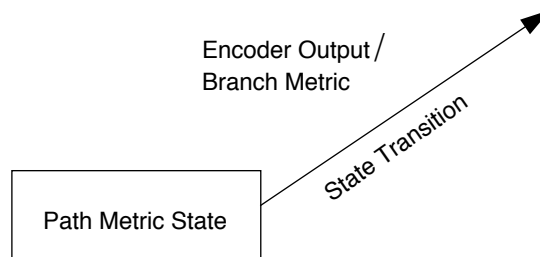 Encoder Output /
Branch Metric
State Transition
Path Metric State